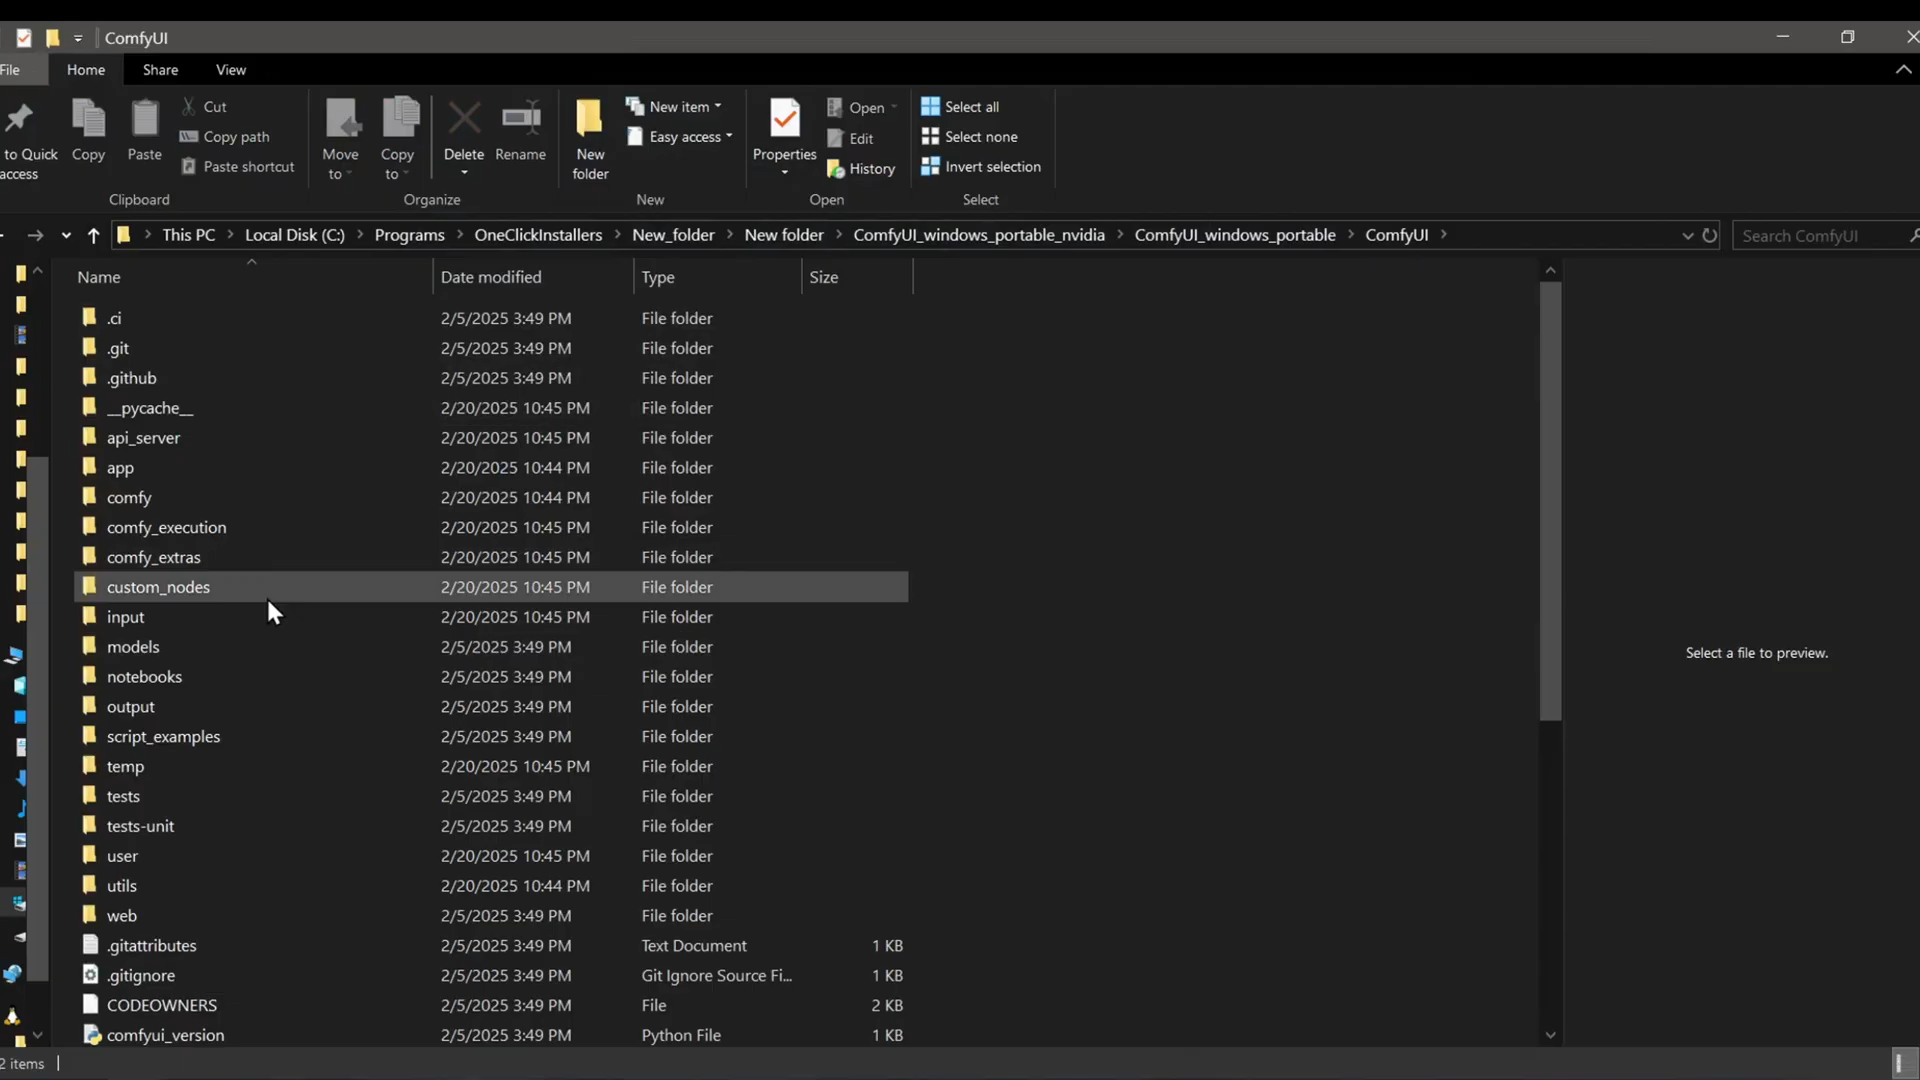 ComfyUI
File Home Share View
to Quick access
Copy
Paste
Cut
Copy path
Paste shortcut
Clipboard
Move to
Copy to
Delete
Rename
Organize
New folder
New item
Easy access
New
Properties
Open
Edit
History
Open
Select all
Select none
Invert selection
Select
This PC Local Disk (C:) Programs OneClickInstallers New_folder New folder ComfyUI_windows_portable_nvidia ComfyUI_windows_portable ComfyUI
Search ComfyUI
Name Date modified Type Size
.ci 2/5/2025 3:49 PM File folder
.git 2/5/2025 3:49 PM File folder
.github 2/5/2025 3:49 PM File folder
__pycache__ 2/20/2025 10:45 PM File folder
api_server 2/20/2025 10:45 PM File folder
app 2/20/2025 10:44 PM File folder
comfy 2/20/2025 10:44 PM File folder
comfy_execution 2/20/2025 10:45 PM File folder
comfy_extras 2/20/2025 10:45 PM File folder
custom_nodes 2/20/2025 10:45 PM File folder
input 2/20/2025 10:45 PM File folder
models 2/5/2025 3:49 PM File folder
notebooks 2/5/2025 3:49 PM File folder
output 2/5/2025 3:49 PM File folder
script_examples 2/5/2025 3:49 PM File folder
temp 2/20/2025 10:45 PM File folder
tests 2/5/2025 3:49 PM File folder
tests-unit 2/5/2025 3:49 PM File folder
user 2/20/2025 10:45 PM File folder
utils 2/20/2025 10:44 PM File folder
web 2/5/2025 3:49 PM File folder
.gitattributes 2/5/2025 3:49 PM Text Document 1 KB
.gitignore 2/5/2025 3:49 PM Git Ignore Source Fi... 1 KB
CODEOWNERS 2/5/2025 3:49 PM File 2 KB
comfyui_version 2/5/2025 3:49 PM Python File 1 KB
Select a file to preview.
2 items